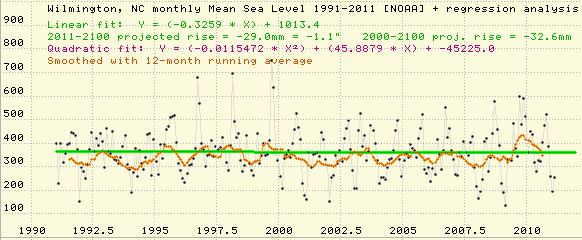 Wilmington, NC monthly Mean Sea Level 1991-2011 [NOAA] + regression analysis
Linear fit: Y = (-0.3259 * X) + 1013.4
2011-2100 projected rise = -29.0mm = -1.1" 2000-2100 proj. rise = -32.6mm
Quadratic fit: Y = (-0.0115472 * X²) + (45.8879 * X) + -45225.0
Smoothed with 12-month running average
900
800
700
600
500
400
300
200
100
1990 1992.5 1995 1997.5 2000 2002.5 2005 2007.5 2010